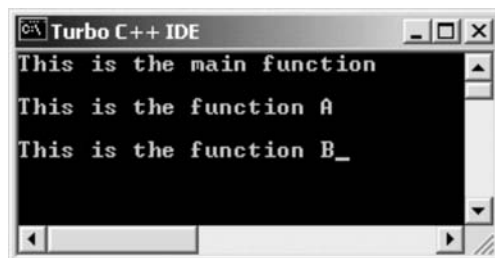 Turbo C++ IDE
This is the main function
This is the function A
This is the function B_